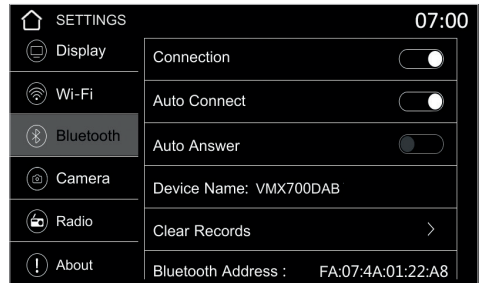 SETTINGS
07:00
Display
Wi-Fi
Bluetooth
Camera
Radio
About
Connection
Auto Connect
Auto Answer
Device Name: VMX700DAB
Clear Records
Bluetooth Address : FA:07:4A:01:22:A8